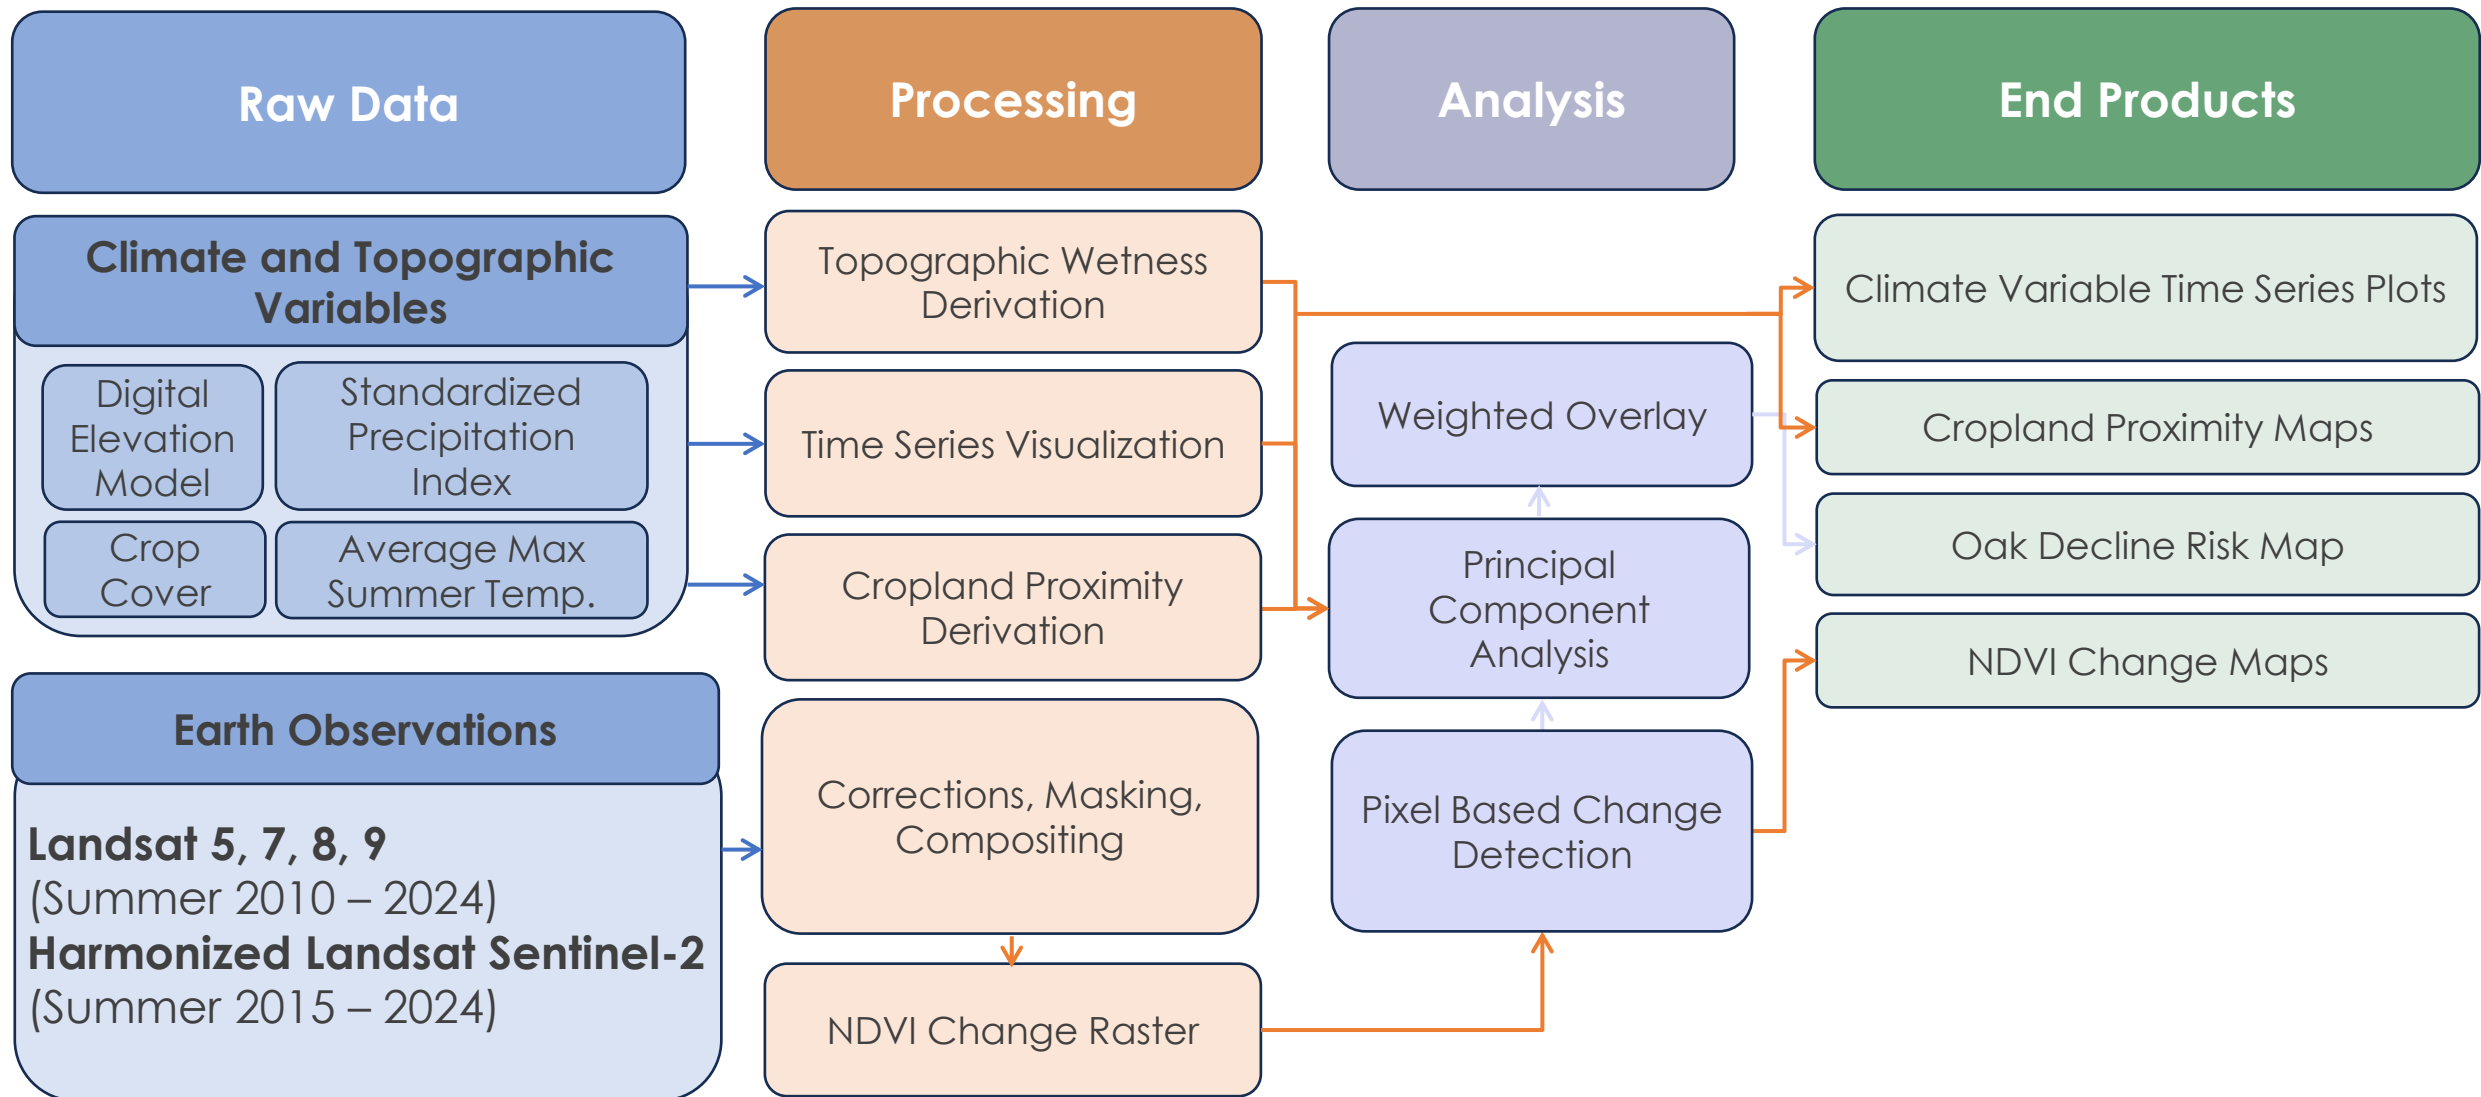 Raw Data
Processing
Analysis
End Products
Climate and Topographic
Variables
Digital
Elevation
Model
Standardized
Precipitation
Index
Crop
Cover
Average Max
Summer Temp.
Earth Observations
Landsat 5, 7, 8, 9
(Summer 2010 – 2024)
Harmonized Landsat Sentinel-2
(Summer 2015 – 2024)
Topographic Wetness
Derivation
Time Series Visualization
Cropland Proximity
Derivation
Corrections, Masking,
Compositing
NDVI Change Raster
Weighted Overlay
Principal
Component
Analysis
Pixel Based Change
Detection
Climate Variable Time Series Plots
Cropland Proximity Maps
Oak Decline Risk Map
NDVI Change Maps